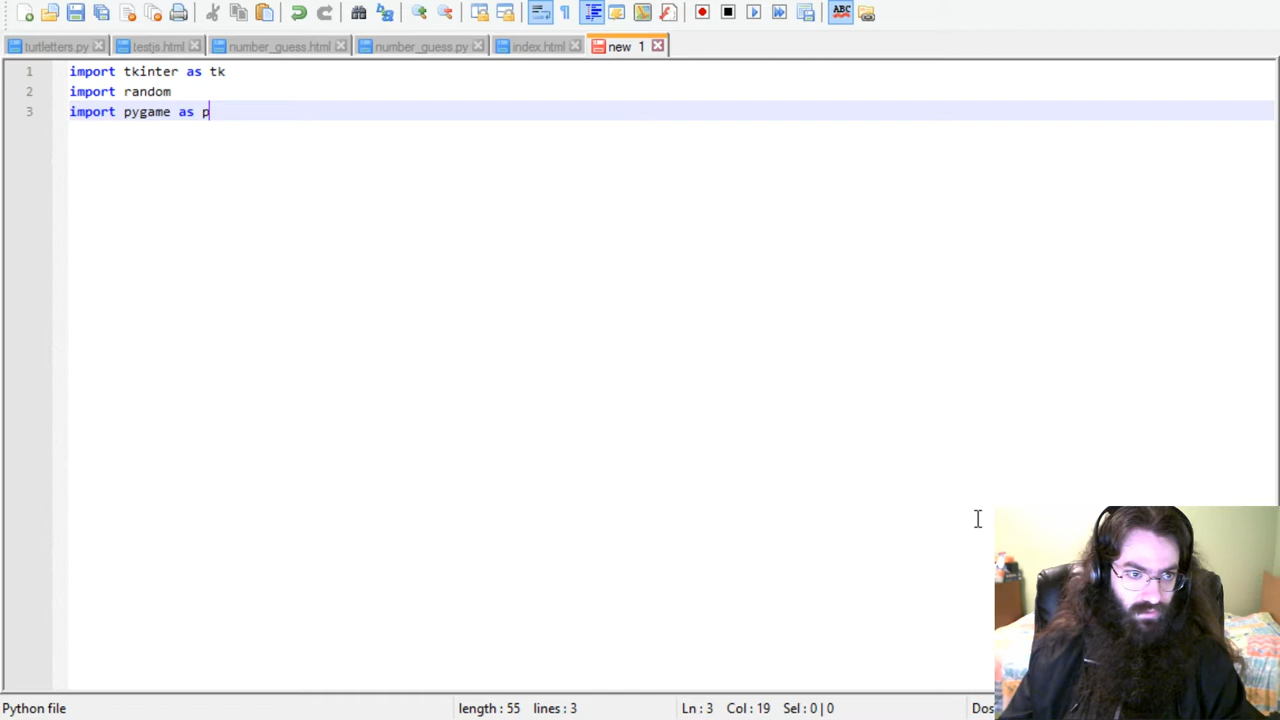 ABC
turtletters.py
testjs.html
number_guess.html
number_guess.py
index.html
new 1
1 import tkinter as tk
2 import random
3 import pygame as p
Python file
length : 55 lines : 3
Ln : 3 Col : 19 Sel : 0 | 0
Dos